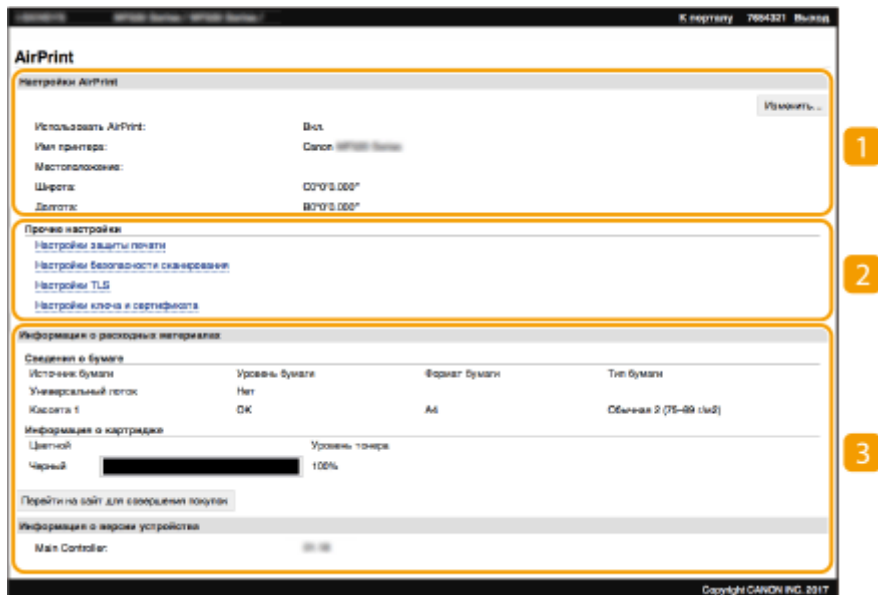 К порталу 7654321 Выход
AirPrint
Настройки AirPrint
Изменить...
Использовать AirPrint: Вкл.
Имя принтера: Canon
Местоположение:
Широта: С0°0'0.000"
Долгота: В0°0'0.000"
1
Прочие настройки
Настройки защиты печати
Настройки безопасности сканирования
Настройки TLS
Настройки ключа и сертификата
2
Информация о расходных материалах
Сведения о бумаге
Источник бумаги Уровень бумаги Формат бумаги Тип бумаги
Универсальный лоток Нет
Кассета 1 OK A4 Обычная 2 (75–89 г/м2)
Информация о картридже
Цветной Уровень тонера
Черный 100%
3
Перейти на сайт для совершения покупок
Информация о версии устройства
Main Controller:
Copyright CANON INC. 2017